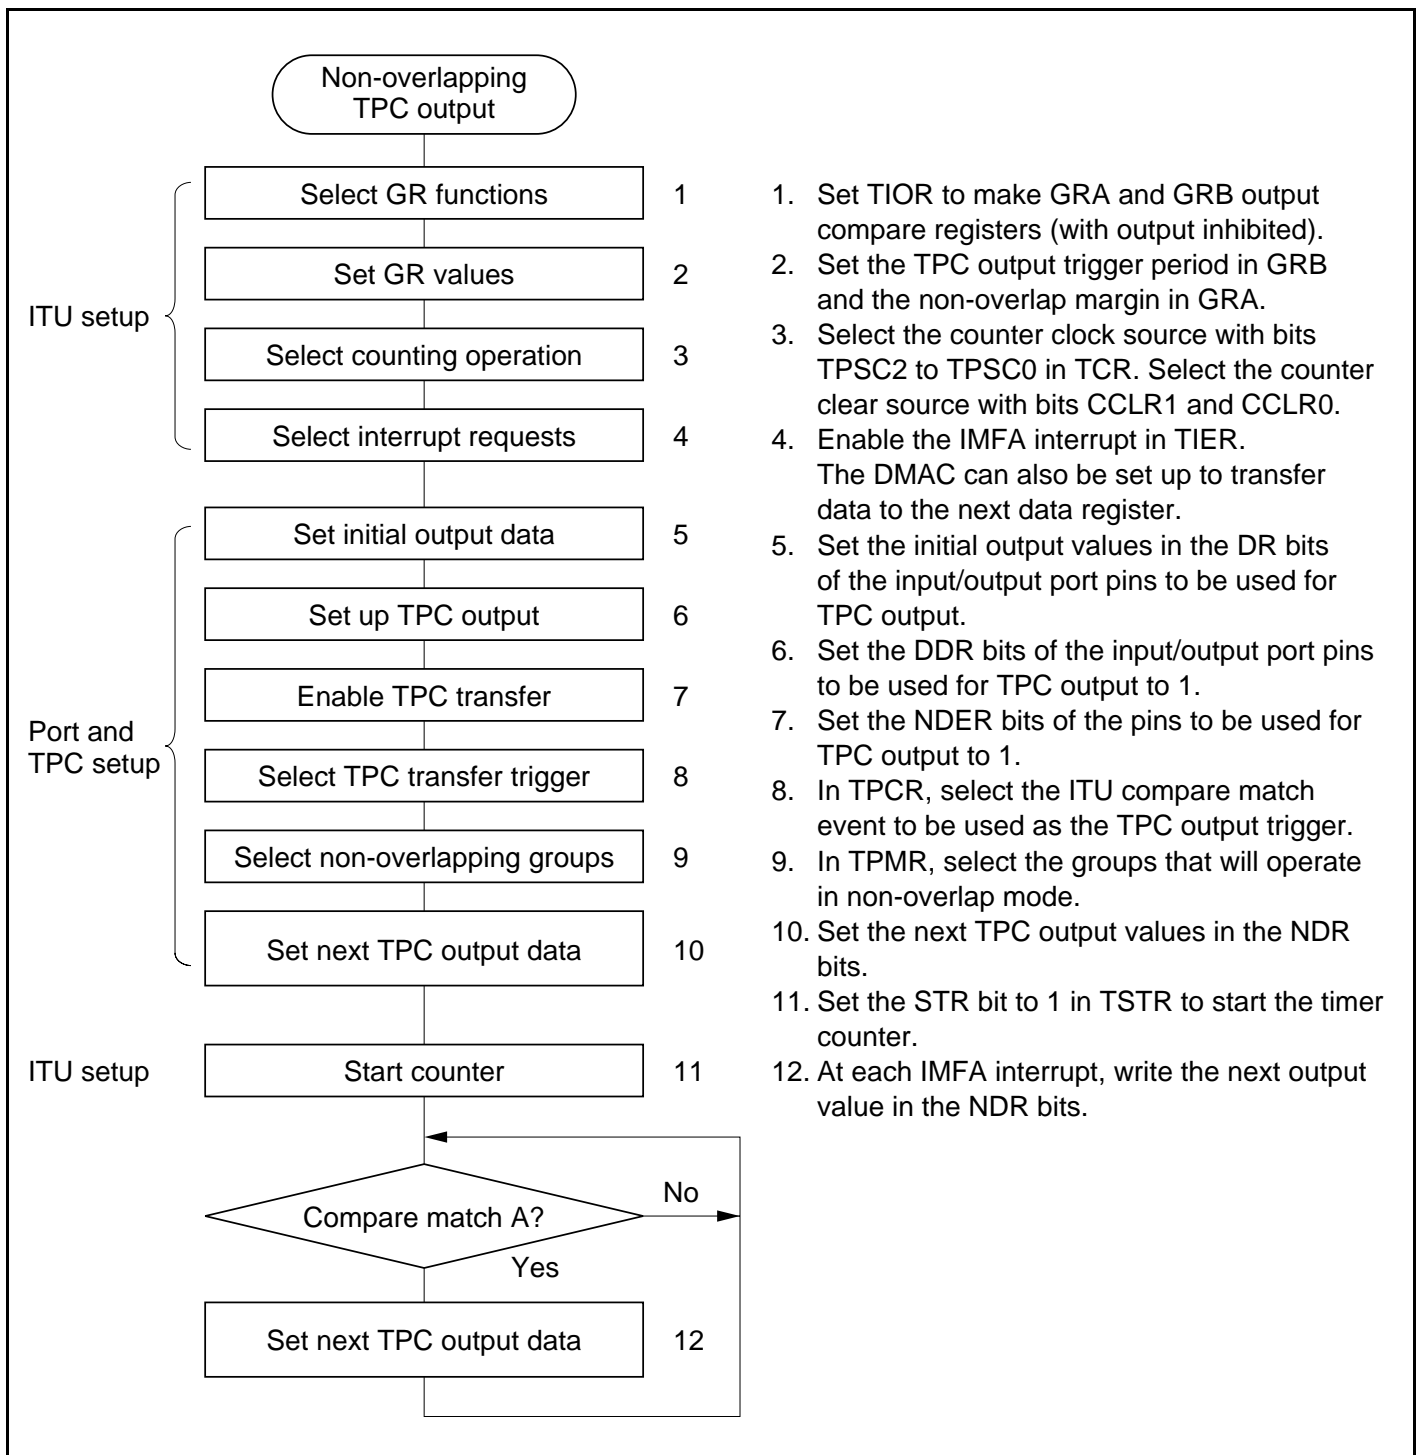 Non-overlapping
TPC output
ITU setup
Select GR functions
1
Set GR values
2
Select counting operation
3
Select interrupt requests
4
Port and
TPC setup
Set initial output data
5
Set up TPC output
6
Enable TPC transfer
7
Select TPC transfer trigger
8
Select non-overlapping groups
9
Set next TPC output data
10
ITU setup
Start counter
11
Compare match A?
No
Yes
Set next TPC output data
12
1. Set TIOR to make GRA and GRB output
compare registers (with output inhibited).
2. Set the TPC output trigger period in GRB
and the non-overlap margin in GRA.
3. Select the counter clock source with bits
TPSC2 to TPSC0 in TCR. Select the counter
clear source with bits CCLR1 and CCLR0.
4. Enable the IMFA interrupt in TIER.
The DMAC can also be set up to transfer
data to the next data register.
5. Set the initial output values in the DR bits
of the input/output port pins to be used for
TPC output.
6. Set the DDR bits of the input/output port pins
to be used for TPC output to 1.
7. Set the NDER bits of the pins to be used for
TPC output to 1.
8. In TPCR, select the ITU compare match
event to be used as the TPC output trigger.
9. In TPMR, select the groups that will operate
in non-overlap mode.
10. Set the next TPC output values in the NDR
bits.
11. Set the STR bit to 1 in TSTR to start the timer
counter.
12. At each IMFA interrupt, write the next output
value in the NDR bits.